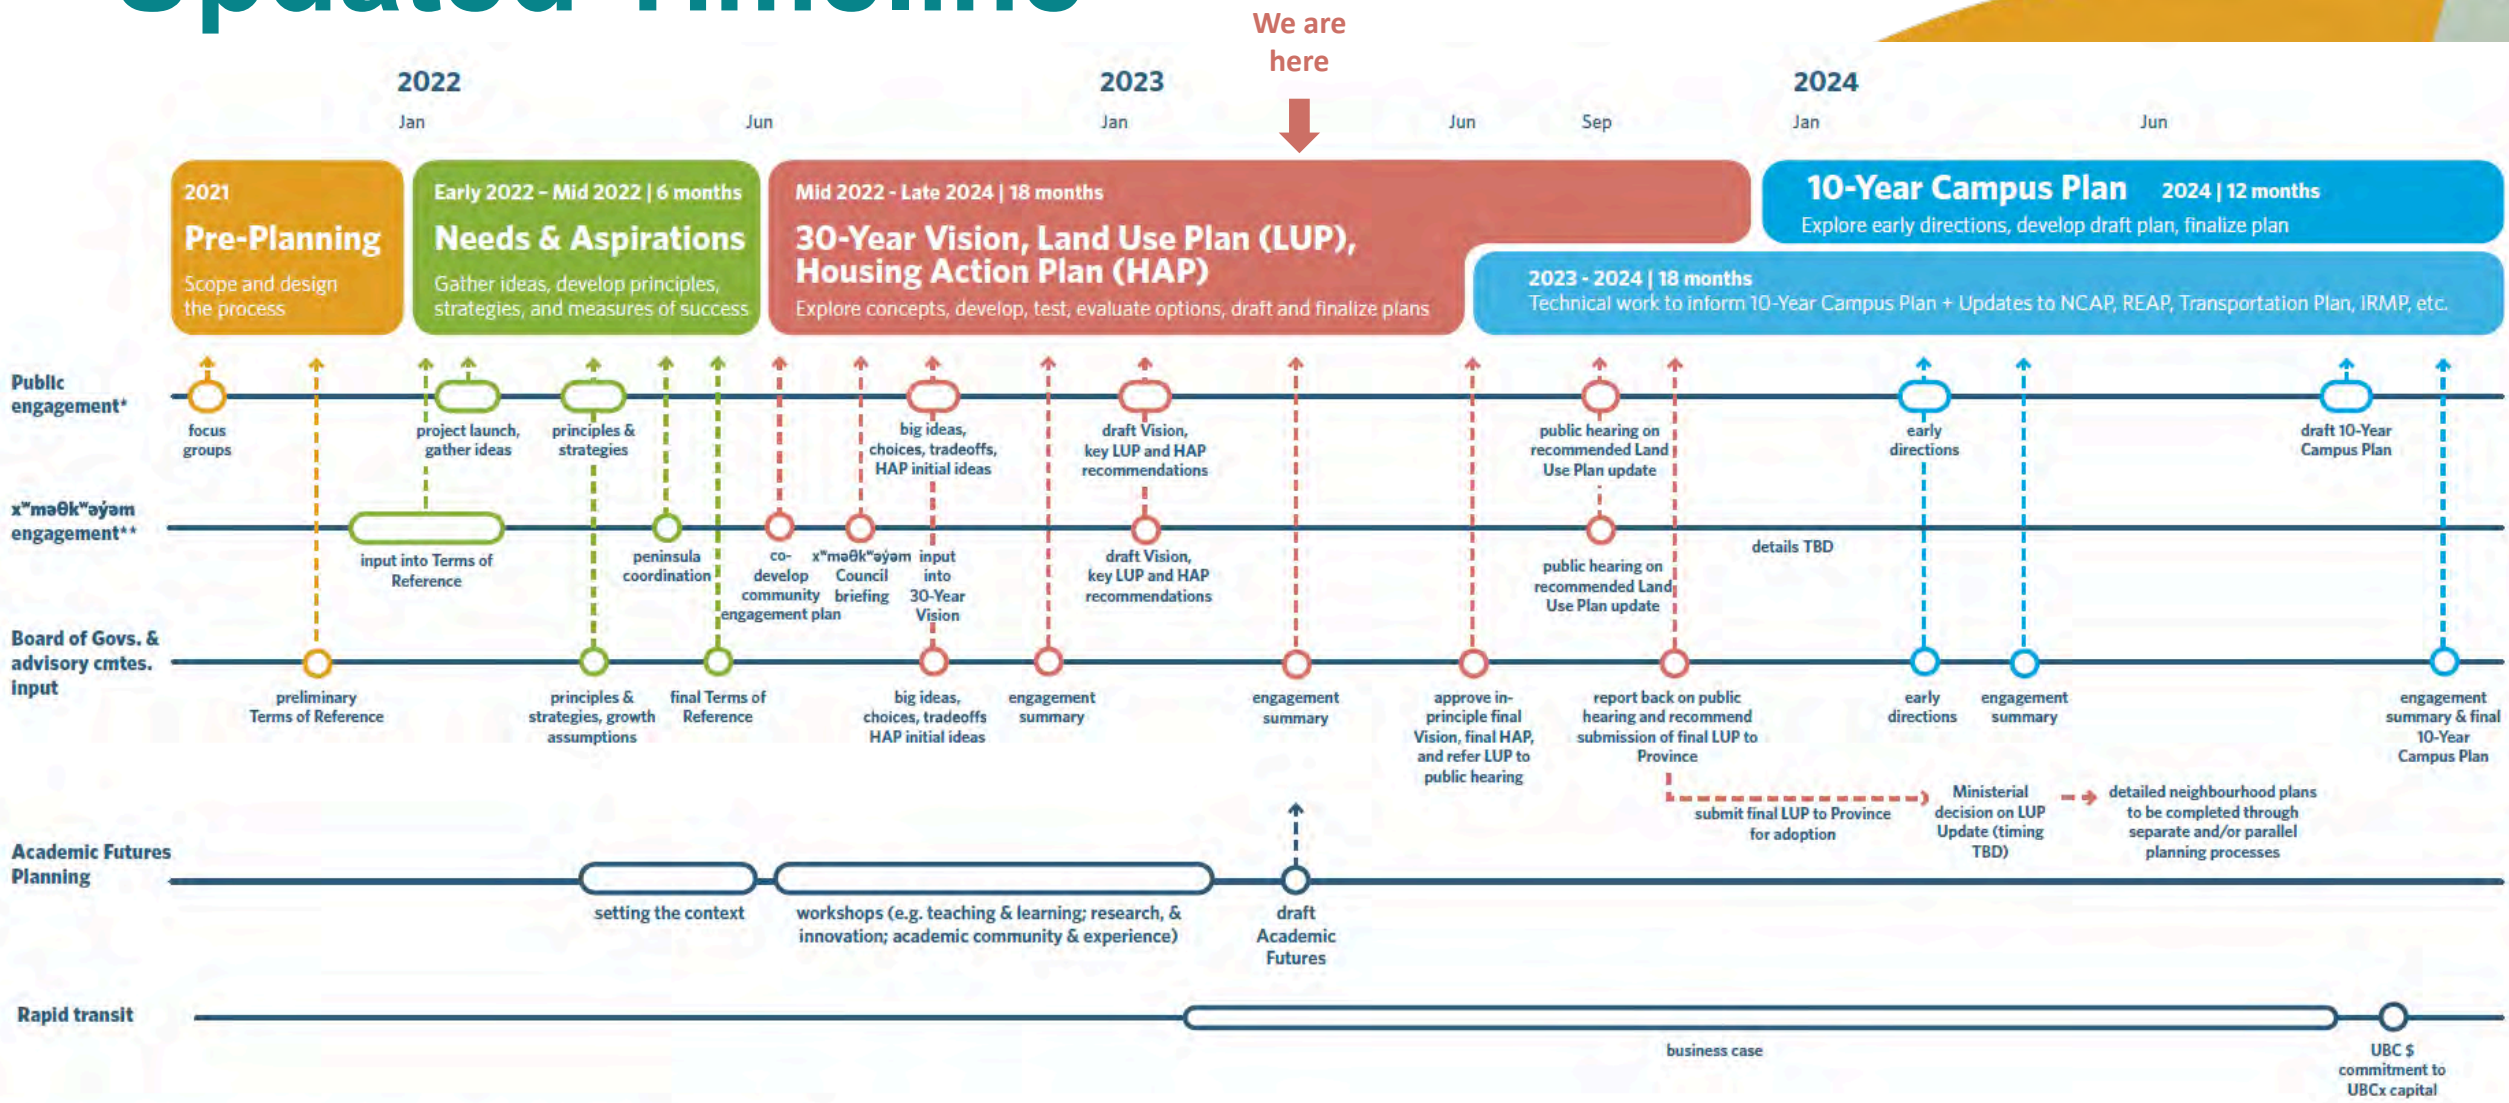 Updated Timeline
We are
here
2022
2023
2024
Jan
Jun
Jan
Jun
Sep
Jan
Jun
2021
Pre-Planning
Scope and design
the process
Early 2022 – Mid 2022 | 6 months
Needs & Aspirations
Gather ideas, develop principles,
strategies, and measures of success
Mid 2022 - Late 2024 | 18 months
30-Year Vision, Land Use Plan (LUP),
Housing Action Plan (HAP)
Explore concepts, develop, test, evaluate options, draft and finalize plans
10-Year Campus Plan 2024 | 12 months
Explore early directions, develop draft plan, finalize plan
2023 - 2024 | 18 months
Technical work to inform 10-Year Campus Plan + Updates to NCAP, REAP, Transportation Plan, IRMP, etc.
Public
engagement*
focus
groups
project launch,
gather ideas
principles &
strategies
big ideas,
choices, tradeoffs,
HAP initial ideas
draft Vision,
key LUP and HAP
recommendations
public hearing on
recommended Land
Use Plan update
early
directions
draft 10-Year
Campus Plan
xʷməθkʷəy̓əm
engagement**
input into Terms of
Reference
peninsula
coordination
co-
develop
community
engagement plan
xʷməθkʷəy̓əm
Council
briefing
input
into
30-Year
Vision
draft Vision,
key LUP and HAP
recommendations
public hearing on
recommended Land
Use Plan update
details TBD
Board of Govs. &
advisory cmtes.
input
preliminary
Terms of Reference
principles &
strategies, growth
assumptions
final Terms of
Reference
big ideas,
choices, tradeoffs
HAP initial ideas
engagement
summary
engagement
summary
approve in-
principle final
Vision, final HAP,
and refer LUP to
public hearing
report back on public
hearing and recommend
submission of final LUP to
Province
early
directions
engagement
summary
engagement
summary & final
10-Year
Campus Plan
submit final LUP to Province
for adoption
Ministerial
decision on LUP
Update (timing
TBD)
detailed neighbourhood plans
to be completed through
separate and/or parallel
planning processes
Academic Futures
Planning
setting the context
workshops (e.g. teaching & learning; research, &
innovation; academic community & experience)
draft
Academic
Futures
Rapid transit
business case
UBC $
commitment to
UBCx capital